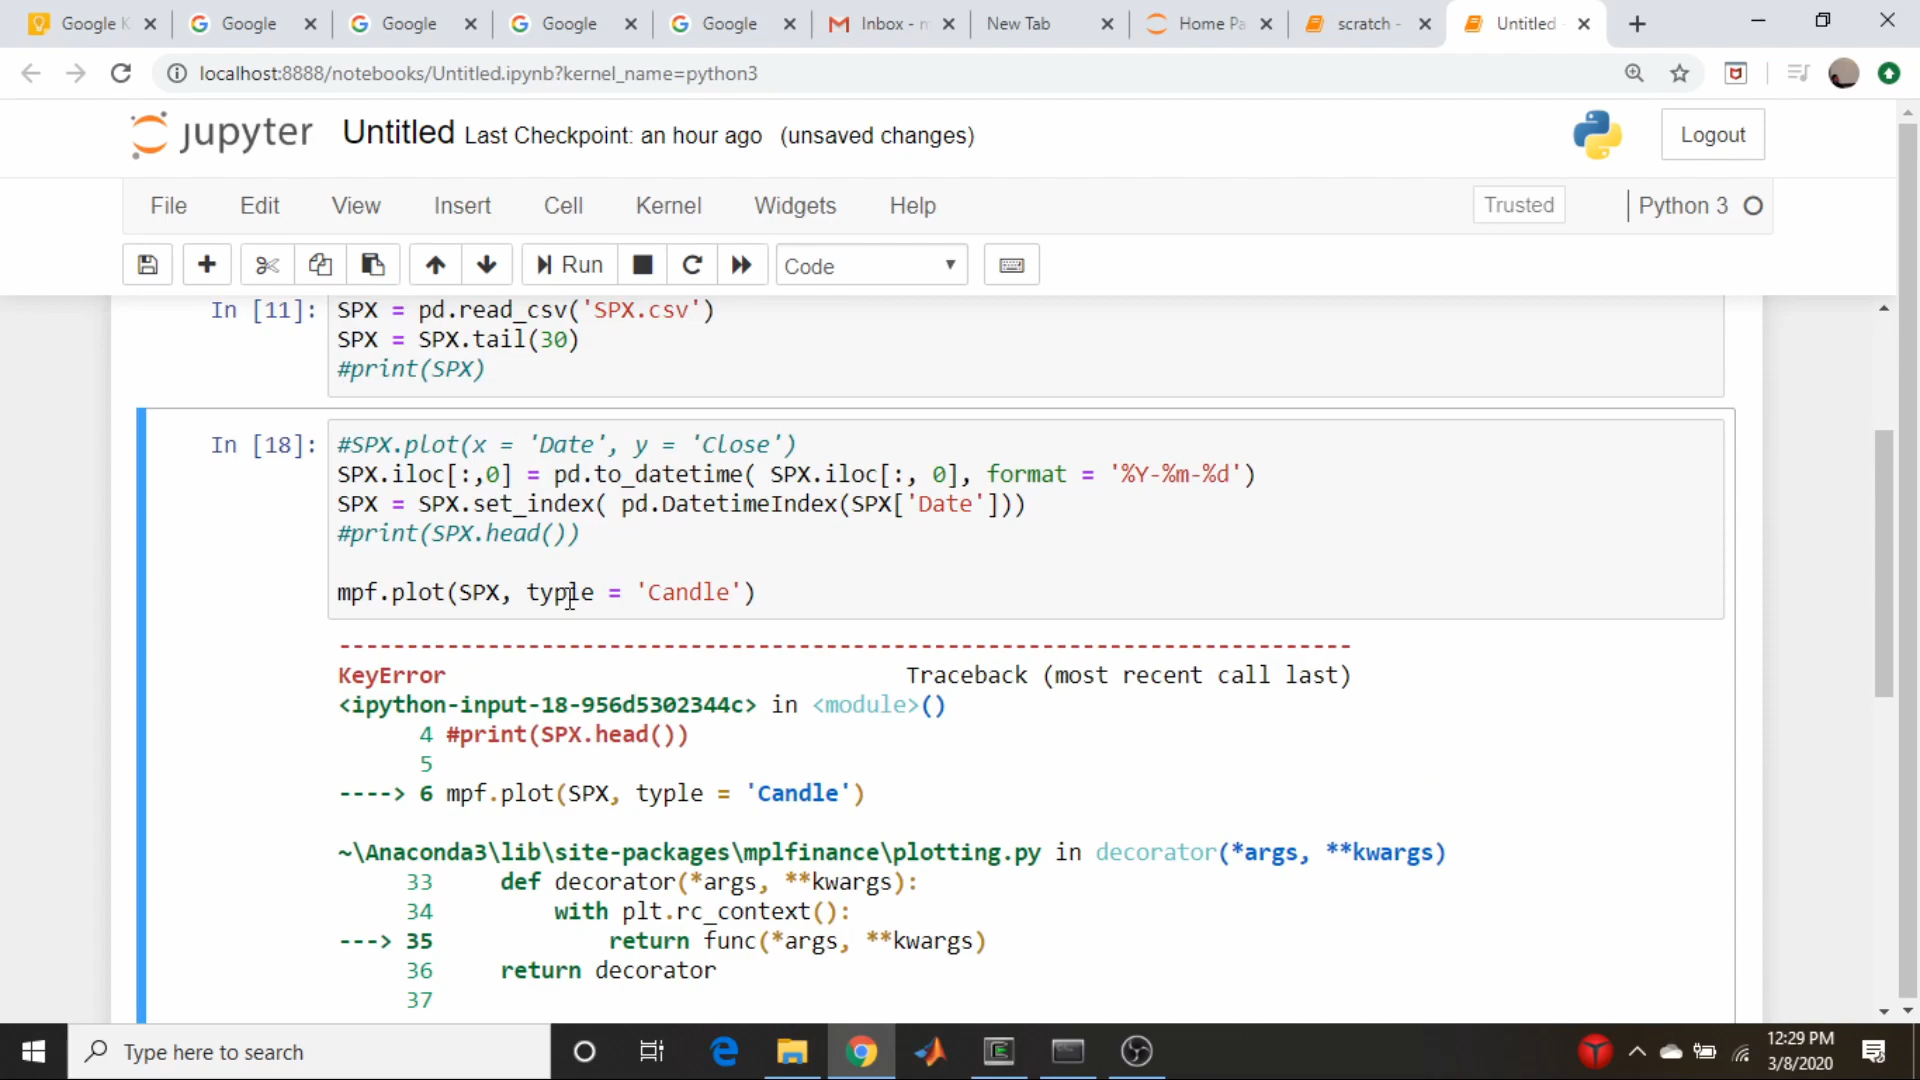 Google K
Google
Google
Google
Google
Inbox - m
New Tab
Home Pa
scratch -
Untitled -
localhost:8888/notebooks/Untitled.ipynb?kernel_name=python3
jupyter Untitled Last Checkpoint: an hour ago (unsaved changes)
Logout
File Edit View Insert Cell Kernel Widgets Help
Trusted
Python 3
Run
Code
In [11]: SPX = pd.read_csv('SPX.csv')
SPX = SPX.tail(30)
#print(SPX)
In [18]: #SPX.plot(x = 'Date', y = 'Close')
SPX.iloc[:,0] = pd.to_datetime( SPX.iloc[:, 0], format = '%Y-%m-%d')
SPX = SPX.set_index( pd.DatetimeIndex(SPX['Date']))
#print(SPX.head())
mpf.plot(SPX, typle = 'Candle')
---------------------------------------------------------------------------
KeyError Traceback (most recent call last)
<ipython-input-18-956d5302344c> in <module>()
4 #print(SPX.head())
5
----> 6 mpf.plot(SPX, typle = 'Candle')
~\Anaconda3\lib\site-packages\mplfinance\plotting.py in decorator(*args, **kwargs)
33 def decorator(*args, **kwargs):
34 with plt.rc_context():
---> 35 return func(*args, **kwargs)
36 return decorator
37
Type here to search
12:29 PM
3/8/2020